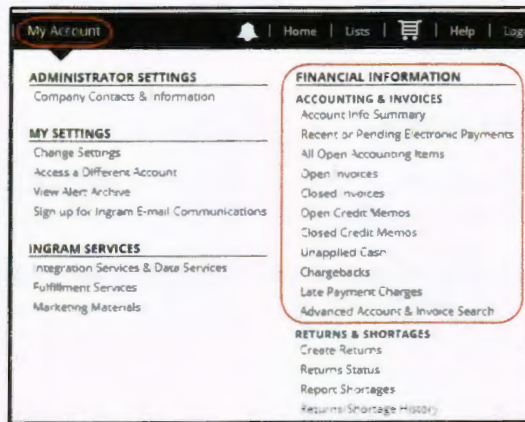 My Account | Home | Lists | | Help |
ADMINISTRATOR SETTINGS
Company Contacts & Information
MY SETTINGS
Change Settings
Access a Different Account
View Alert Archive
Sign up for Ingram E-mail Communications
INGRAM SERVICES
Integration Services & Data Services
Fulfillment Services
Marketing Materials
FINANCIAL INFORMATION
ACCOUNTING & INVOICES
Account Info Summary
Recent or Pending Electronic Payments
All Open Accounting Items
Open Invoices
Closed Invoices
Open Credit Memos
Closed Credit Memos
Unapplied Cash
Chargebacks
Late Payment Charges
Advanced Account & Invoice Search
RETURNS & SHORTAGES
Create Returns
Returns Status
Report Shortages
Returns/Shortage History